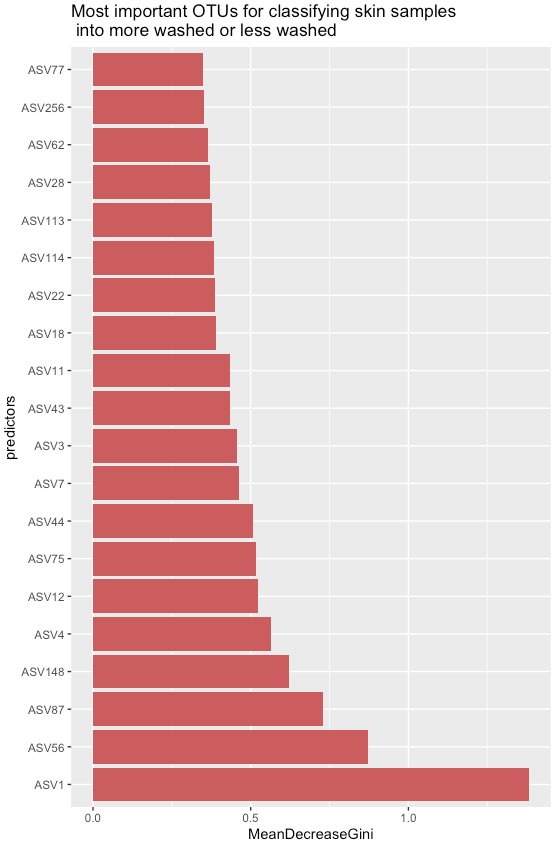 Most important OTUs for classifying skin samples
into more washed or less washed
predictors
ASV77
ASV256
ASV62
ASV28
ASV113
ASV114
ASV22
ASV18
ASV11
ASV43
ASV3
ASV7
ASV44
ASV75
ASV12
ASV4
ASV148
ASV87
ASV56
ASV1
0.0
0.5
1.0
MeanDecreaseGini